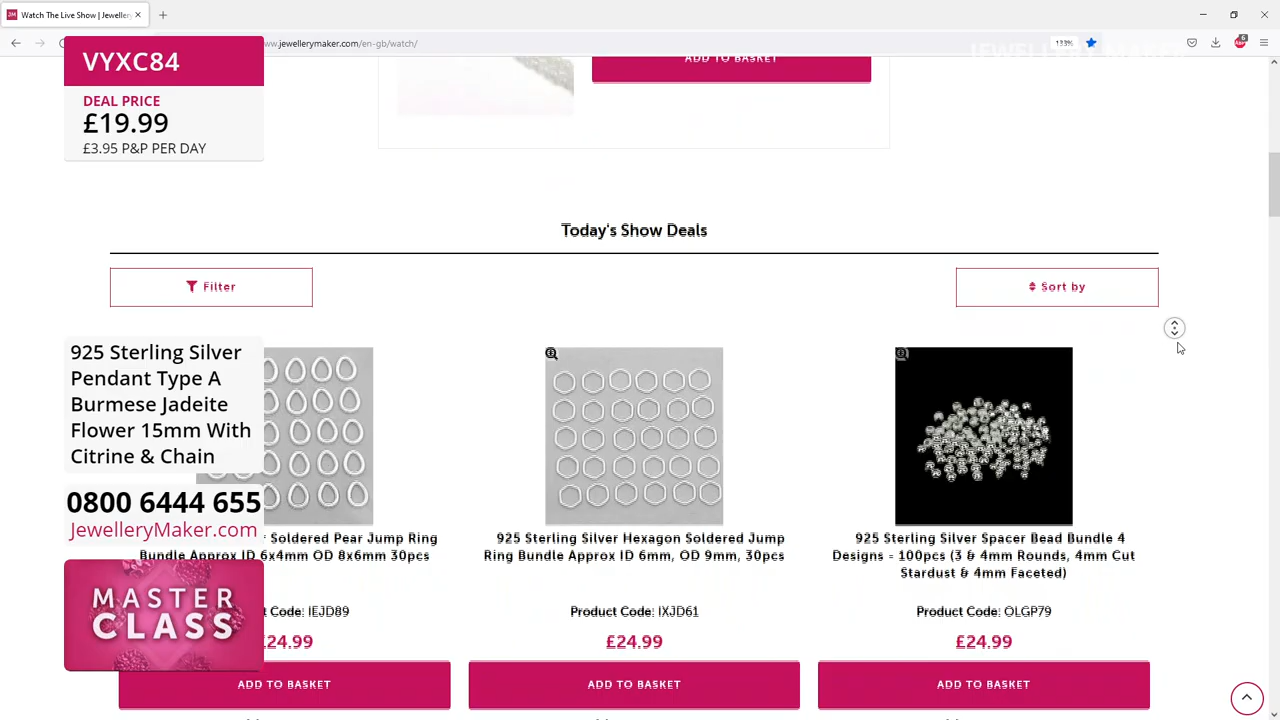 Watch The Live Show | Jeweller
www.jewellerymaker.com/en-gb/watch/
133%
6
JEWELLERY MAKER
VYXC84
DEAL PRICE
£19.99
£3.95 P&P PER DAY
ADD TO BASKET
Today's Show Deals
Filter
Sort by
925 Sterling Silver
Pendant Type A
Burmese Jadeite
Flower 15mm With
Citrine & Chain
0800 6444 655
JewelleryMaker.com
MASTER
CLASS
Soldered Pear Jump Ring
Bundle Approx ID 6x4mm OD 8x6mm 30pcs
IEJD89
£24.99
ADD TO BASKET
925 Sterling Silver Hexagon Soldered Jump
Ring Bundle Approx ID 6mm, OD 9mm, 30pcs
Product Code: IXJD61
£24.99
ADD TO BASKET
925 Sterling Silver Spacer Bead Bundle 4
Designs = 100pcs (3 & 4mm Rounds, 4mm Cut
Stardust & 4mm Faceted)
Product Code: OLGP79
£24.99
ADD TO BASKET